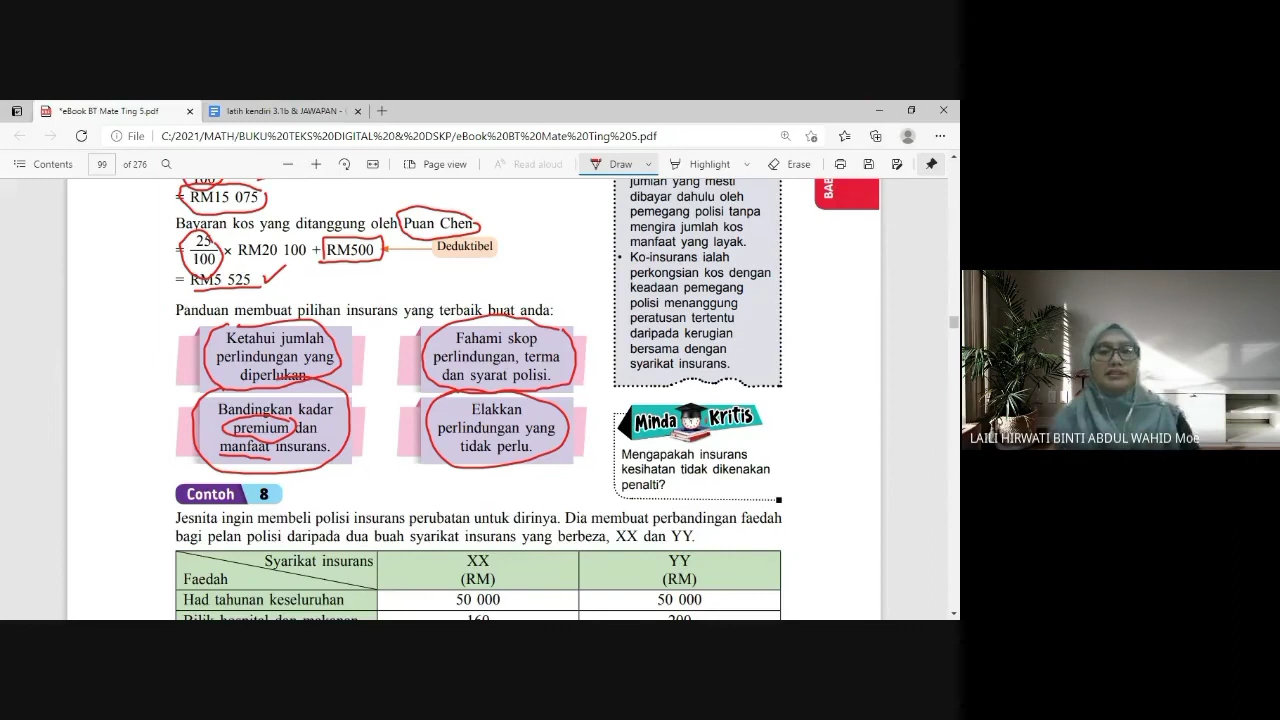 *eBook BT Mate Ting 5.pdf
latih kendiri 3.1b & JAWAPAN -
File
C:/2021/MATH/BUKU%20TEKS%20DIGITAL%20&%20DSKP/eBook%20BT%20Mate%20Ting%205.pdf
Contents
99 of 276
Page view
Read aloud
Draw
Highlight
Erase
100
= RM15 075
Bayaran kos yang ditanggung oleh Puan Chen
= 25/100 × RM20 100 + RM500
Deduktibel
= RM5 525
Panduan membuat pilihan insurans yang terbaik buat anda:
Ketahui jumlah
perlindungan yang
diperlukan.
Fahami skop
perlindungan, terma
dan syarat polisi.
Bandingkan kadar
premium dan
manfaat insurans.
Elakkan
perlindungan yang
tidak perlu.
jumlah yang mesti
dibayar dahulu oleh
pemegang polisi tanpa
mengira jumlah kos
manfaat yang layak.
• Ko-insurans ialah
perkongsian kos dengan
keadaan pemegang
polisi menanggung
peratusan tertentu
daripada kerugian
bersama dengan
syarikat insurans.
BAB
Minda Kritis
Mengapakah insurans
kesihatan tidak dikenakan
penalti?
Contoh 8
Jesnita ingin membeli polisi insurans perubatan untuk dirinya. Dia membuat perbandingan faedah
bagi pelan polisi daripada dua buah syarikat insurans yang berbeza, XX dan YY.
Syarikat insurans
Faedah
XX
(RM)
YY
(RM)
Had tahunan keseluruhan 50 000 50 000
Bilik hospital dan makanan 160 200
LAILI HIRWATI BINTI ABDUL WAHID Moe